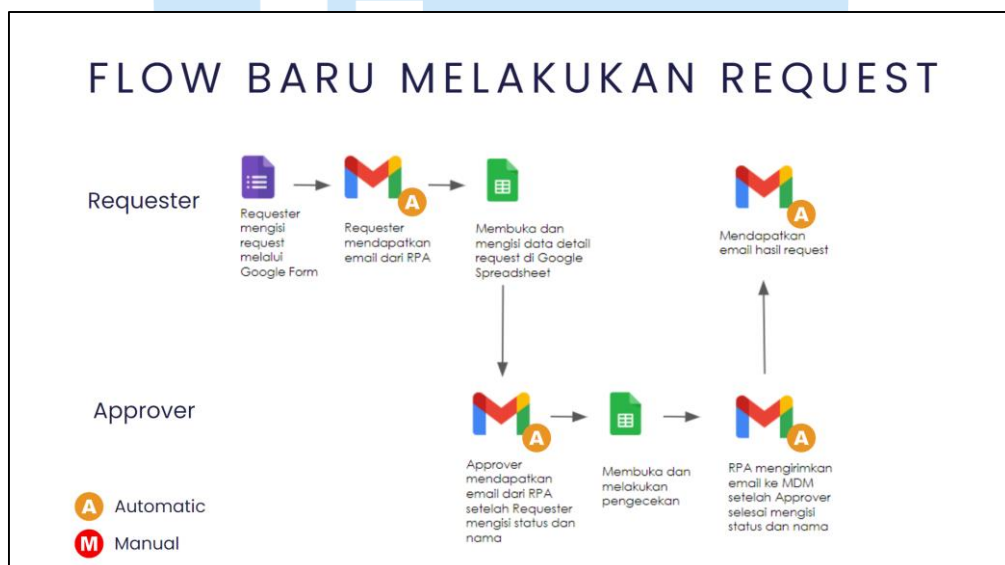 FLOW BARU MELAKUKAN REQUEST
Requester
A
A
Requester
mengisi
request
melalui
Google Form
Requester
mendapatkan
email dari RPA
Membuka dan
mengisi data detail
request di Google
Spreadsheet
Mendapatkan
email hasil request
Approver
A
A
Approver
mendapatkan
email dari RPA
setelah Requester
mengisi status dan
nama
Membuka dan
melakukan
pengecekan
RPA mengirimkan
email ke MDM
setelah Approver
selesai mengisi
status dan nama
A Automatic
M Manual